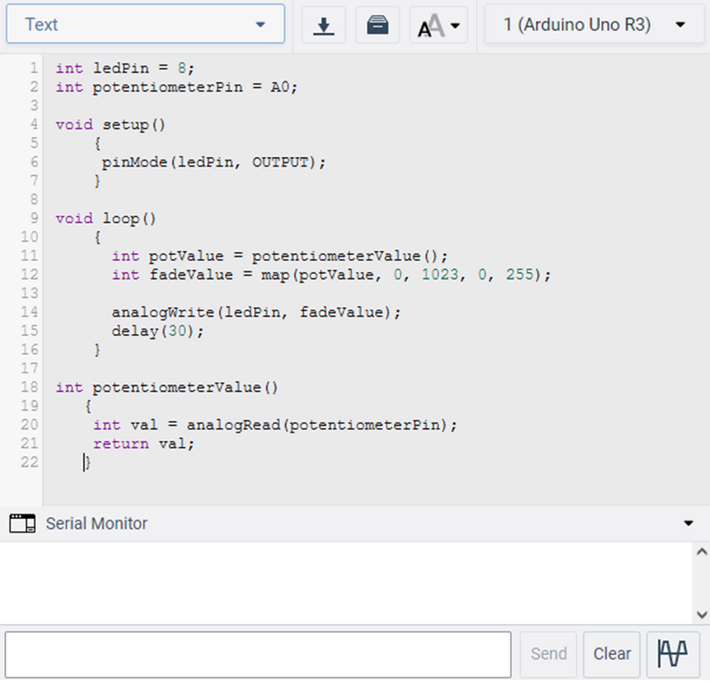 Text
1 (Arduino Uno R3)
1 int ledPin = 8;
2 int potentiometerPin = A0;
3
4 void setup()
5 {
6 pinMode(ledPin, OUTPUT);
7 }
8
9 void loop()
10 {
11 int potValue = potentiometerValue();
12 int fadeValue = map(potValue, 0, 1023, 0, 255);
13
14 analogWrite(ledPin, fadeValue);
15 delay(30);
16 }
17
18 int potentiometerValue()
19 {
20 int val = analogRead(potentiometerPin);
21 return val;
22 }
Serial Monitor
Send Clear